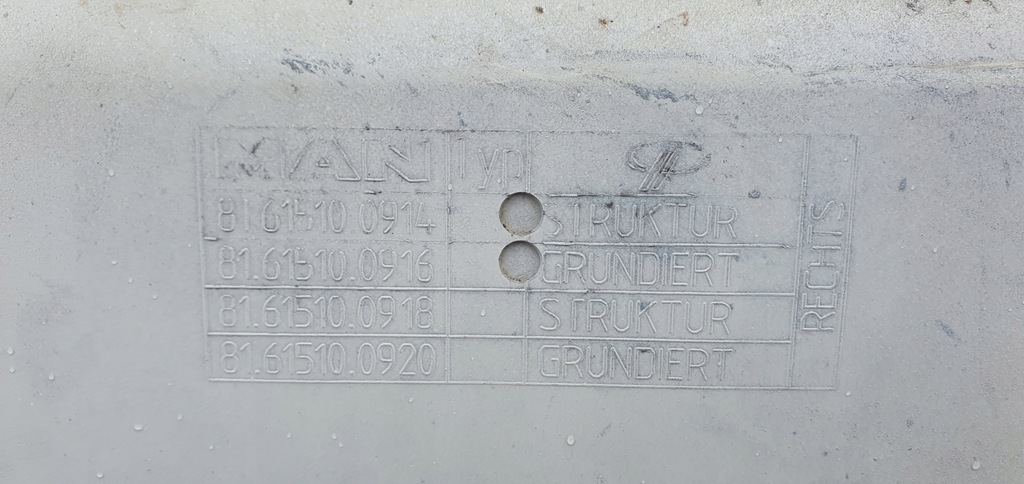 MAN Typ
81.61510.0914 STRUKTUR
81.61510.0916 GRUNDIERT
81.61510.0918 STRUKTUR
81.61510.0920 GRUNDIERT
RECHTS